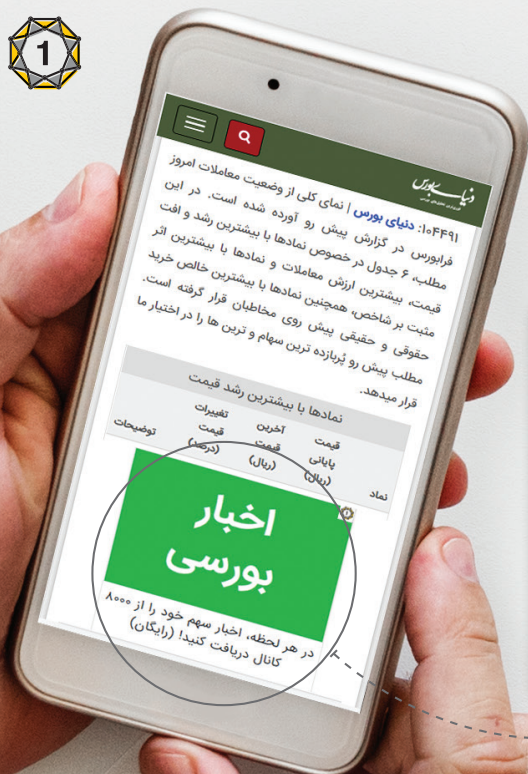 1
دنیای بورس
۱۰۴۴۹۱: دنیای بورس | نمای کلی از وضعیت معاملات امروز
فرابورس در گزارش پیش رو آورده شده است. در این
مطلب، ۶ جدول در خصوص نمادها با بیشترین رشد و افت
قیمت، بیشترین ارزش معاملات و نمادها با بیشترین اثر
مثبت بر شاخص، همچنین نمادها با بیشترین خالص خرید
حقوقی و حقیقی پیش روی مخاطبان قرار گرفته است.
مطلب پیش رو پُربازده ترین سهام و ترین ها را در اختیار ما
قرار میدهد.
نمادها با بیشترین رشد قیمت
نماد
قیمت پایانی (ریال)
آخرین قیمت (ریال)
تغییرات قیمت (درصد)
توضیحات
اخبار
بورسی
در هر لحظه، اخبار سهم خود را از ۸۰۰۰
کانال دریافت کنید! (رایگان)